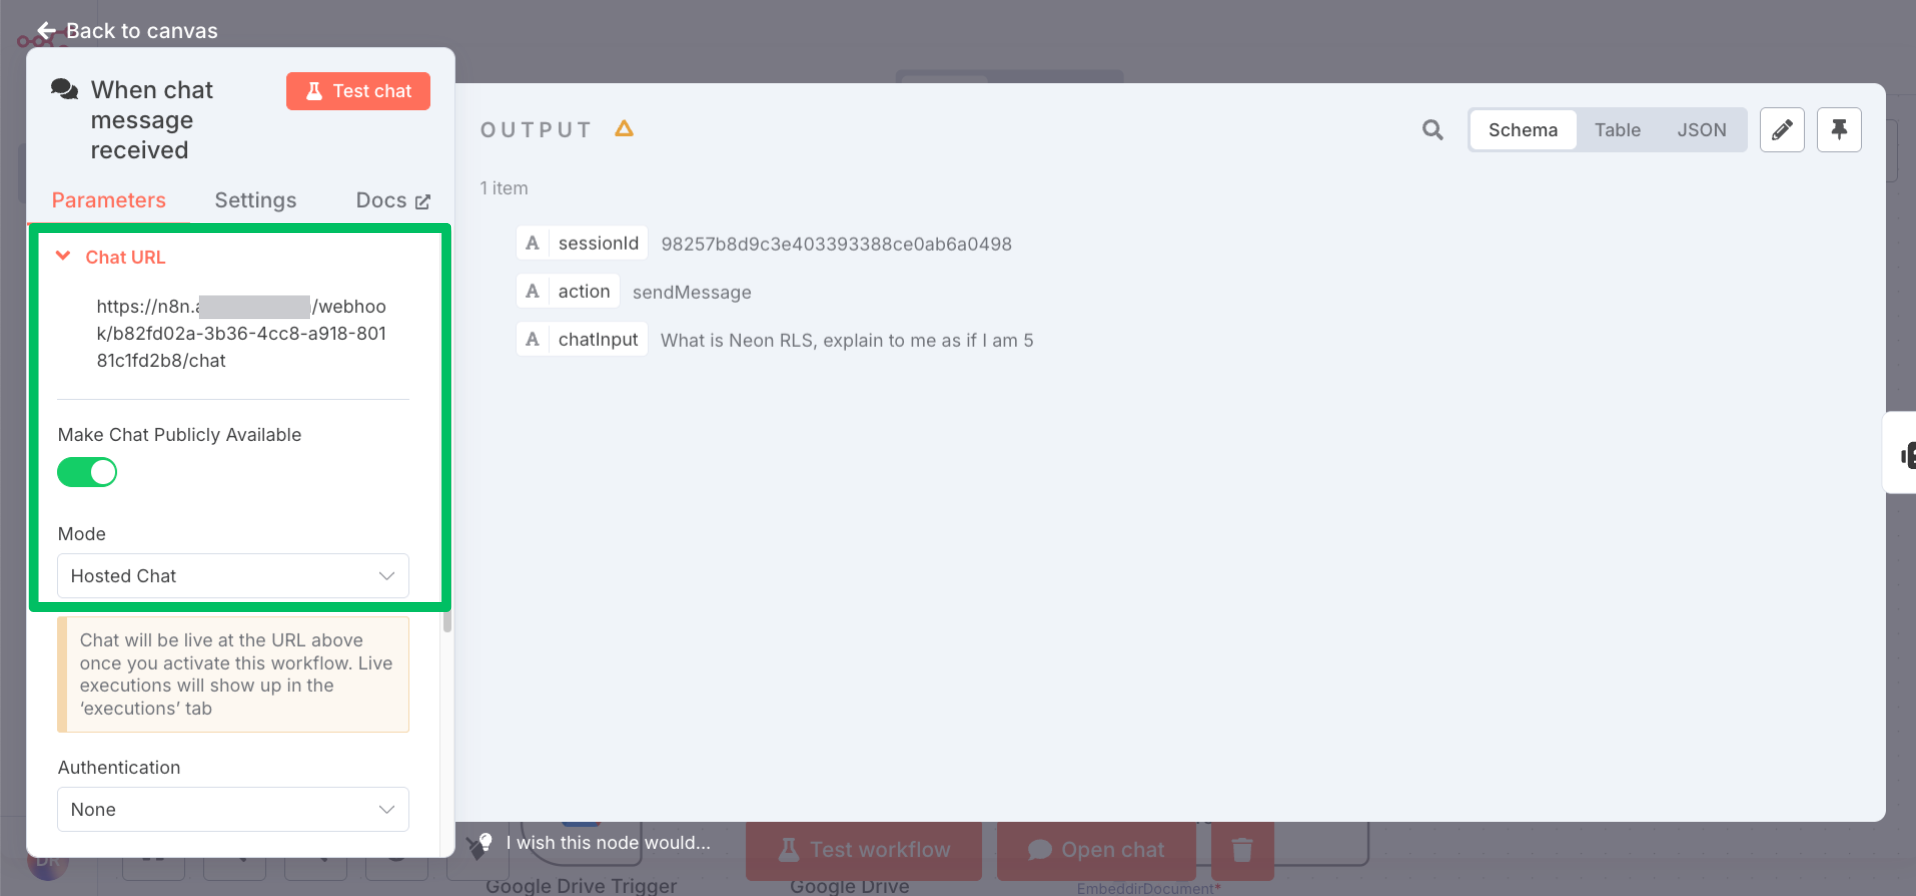 Back to canvas
When chat
message
received
Test chat
Parameters
Settings
Docs
Chat URL
https://n8n.a /webhoo
k/b82fd02a-3b36-4cc8-a918-801
81c1fd2b8/chat
Make Chat Publicly Available
Mode
Hosted Chat
Chat will be live at the URL above
once you activate this workflow. Live
executions will show up in the
‘executions’ tab
Authentication
None
OUTPUT
Schema
Table
JSON
1 item
A sessionId 98257b8d9c3e403393388ce0ab6a0498
A action sendMessage
A chatInput What is Neon RLS, explain to me as if I am 5
I wish this node would...
Test workflow
Open chat
DR
Google Drive Trigger
Google Drive
EmbeddirDocument*